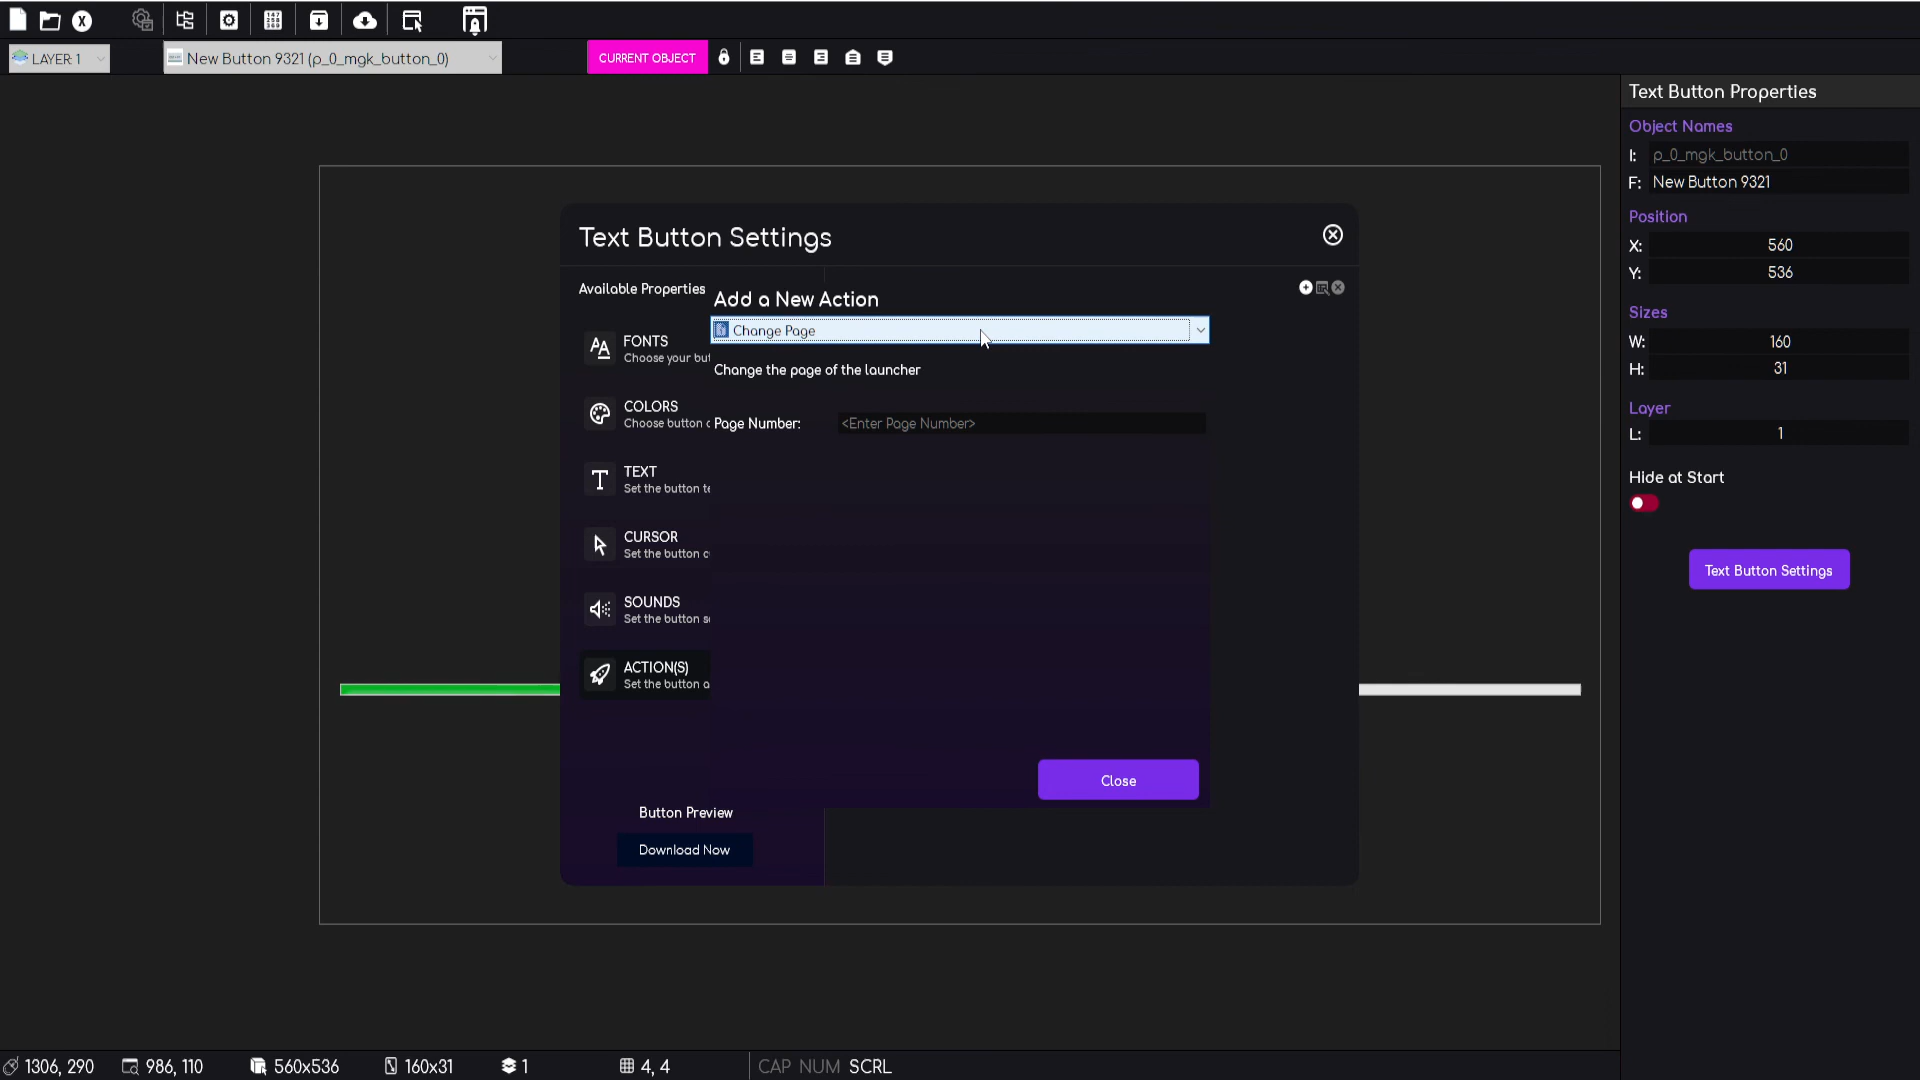 LAYER 1
New Button 9321 (p_0_mgk_button_0)
CURRENT OBJECT
Text Button Properties
Object Names
I: p_0_mgk_button_0
F: New Button 9321
Position
X: 560
Y: 536
Sizes
W: 160
H: 31
Layer
L: 1
Hide at Start
Text Button Settings
Text Button Settings
Available Properties
FONTS
Choose your but
COLORS
Choose button c
TEXT
Set the button te
CURSOR
Set the button c
SOUNDS
Set the button s
ACTION(S)
Set the button a
Button Preview
Download Now
Add a New Action
Change Page
Change the page of the launcher
Page Number: <Enter Page Number>
Close
1306, 290 986, 110 560x536 160x31 1 4, 4 CAP NUM SCRL